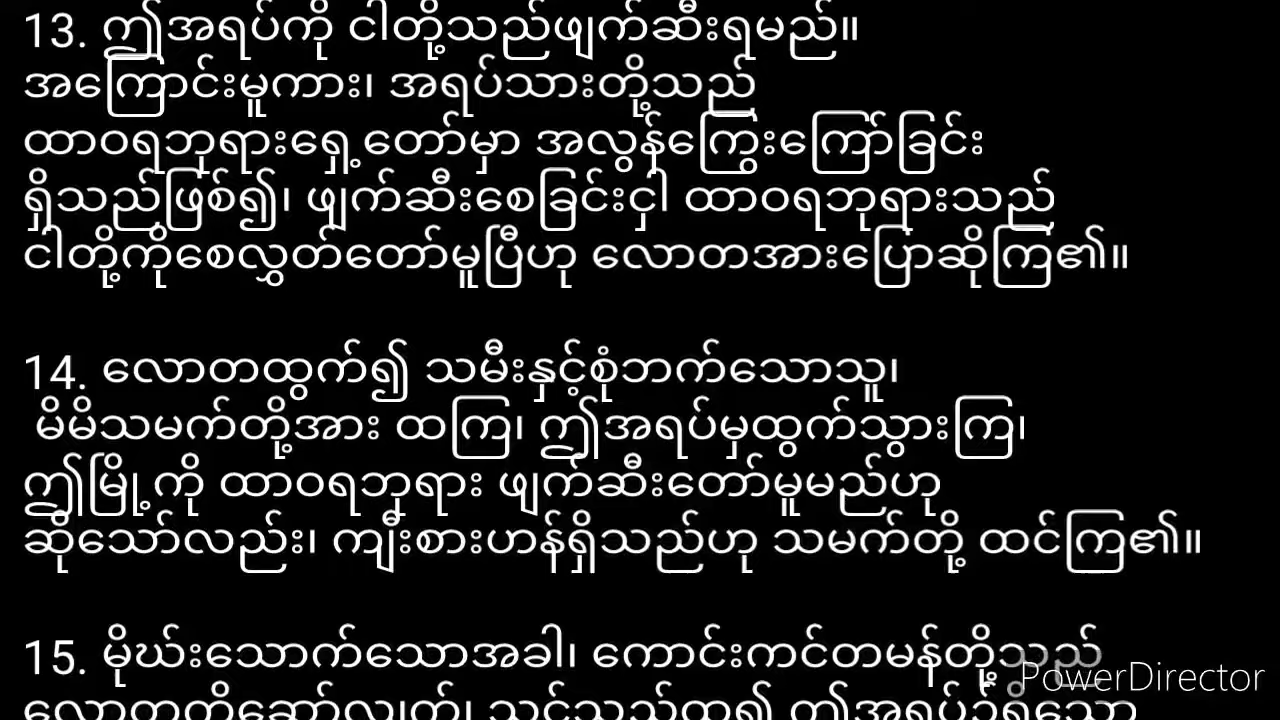 13. ဤအရပ်ကို ငါတို့သည်ဖျက်ဆီးရမည်။
အကြောင်းမူကား၊ အရပ်သားတို့သည်
ထာဝရဘုရားရှေ့တော်မှာ အလွန်ကြွေးကြော်ခြင်း
ရှိသည်ဖြစ်၍၊ ဖျက်ဆီးစေခြင်းငှါ ထာဝရဘုရားသည်
ငါတို့ကိုစေလွှတ်တော်မူပြီဟု လောတအားပြောဆိုကြ၏။
14. လောတထွက်၍ သမီးနှင့်စုံဘက်သောသူ၊
မိမိသမက်တို့အား ထကြ၊ ဤအရပ်မှထွက်သွားကြ၊
ဤမြို့ကို ထာဝရဘုရား ဖျက်ဆီးတော်မူမည်ဟု
ဆိုသော်လည်း၊ ကျီးစားဟန်ရှိသည်ဟု သမက်တို့ ထင်ကြ၏။
15. မိုဃ်းသောက်သောအခါ၊ ကောင်းကင်တမန်တို့သည်
လောတကိုဆော်လျက်၊ သင်သည်ထ၍ ဤအရပ်၌ရှိသော
PowerDirector